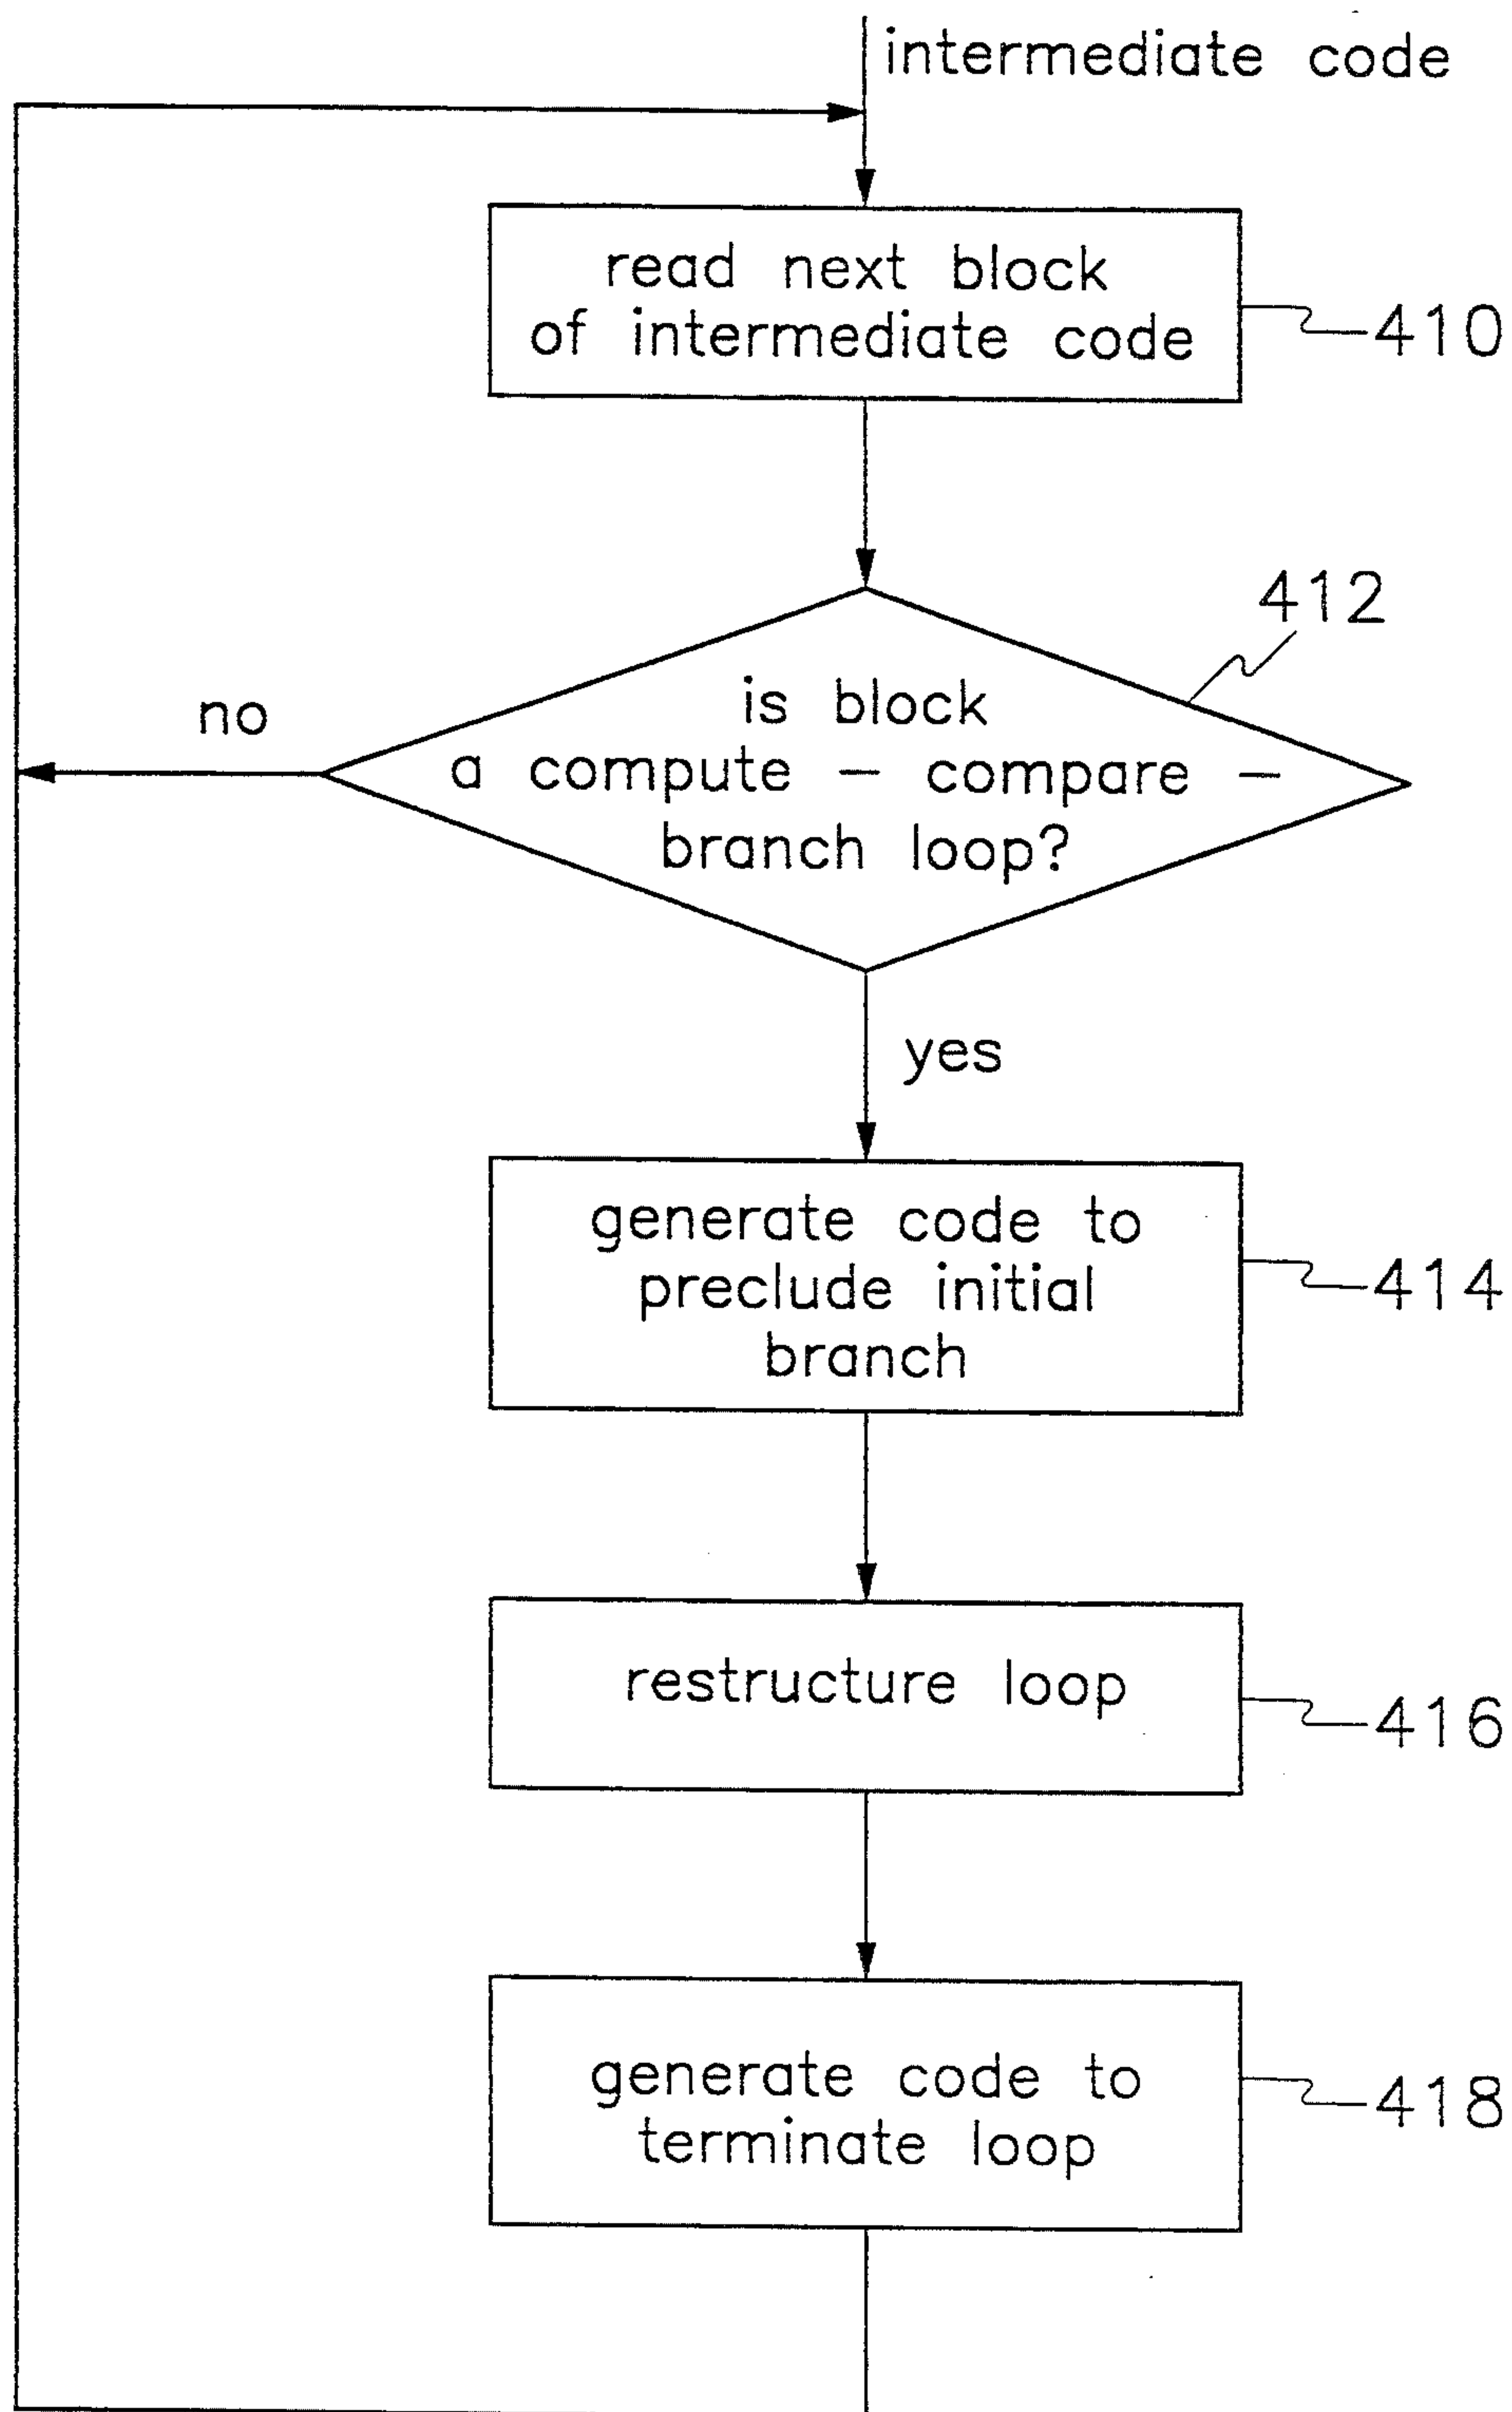 intermediate code
read next block
of intermediate code
410
412
is block
a compute – compare –
branch loop?
no
yes
generate code to
preclude initial
branch
414
restructure loop
416
generate code to
terminate loop
418